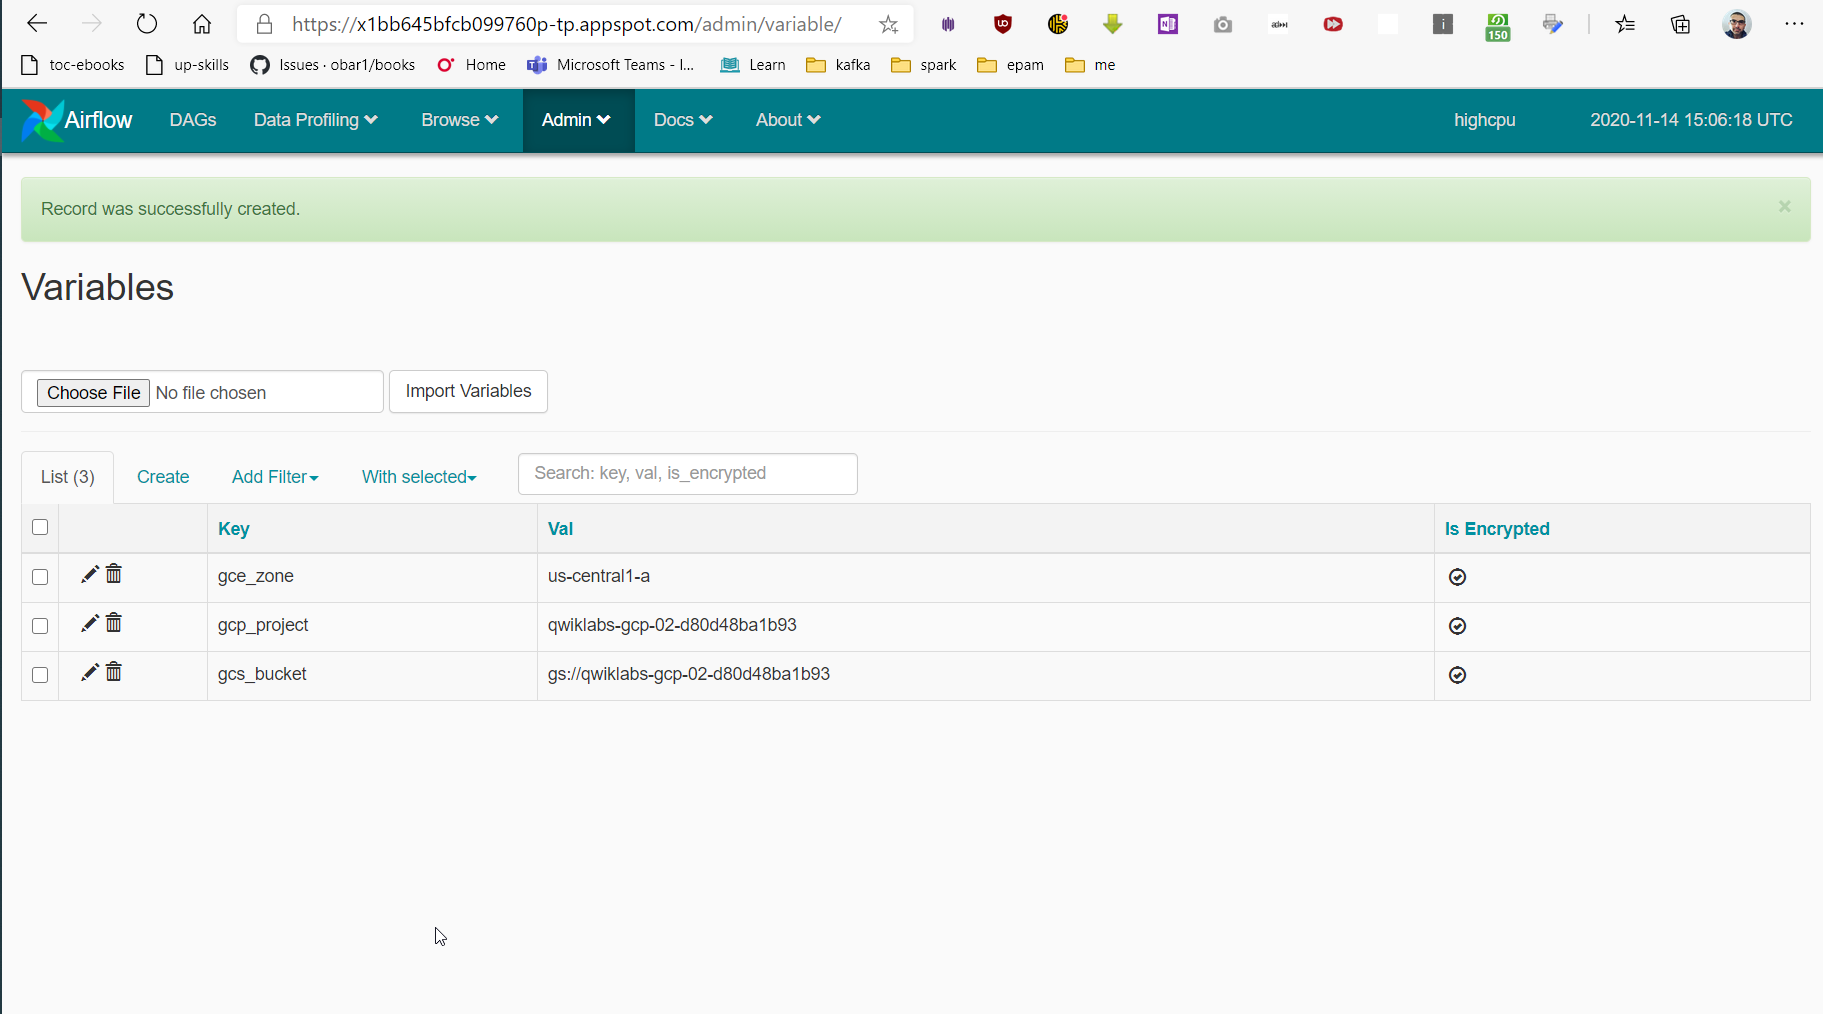 https://x1bb645bfcb099760p-tp.appspot.com/admin/variable/
150
toc-ebooks up-skills Issues · obar1/books Home Microsoft Teams - I... Learn kafka spark epam me
Airflow DAGs Data Profiling Browse Admin Docs About highcpu 2020-11-14 15:06:18 UTC
Record was successfully created. ×
Variables
Choose File No file chosen Import Variables
List (3) Create Add Filter With selected Search: key, val, is_encrypted
Key Val Is Encrypted
gce_zone us-central1-a
gcp_project qwiklabs-gcp-02-d80d48ba1b93
gcs_bucket gs://qwiklabs-gcp-02-d80d48ba1b93